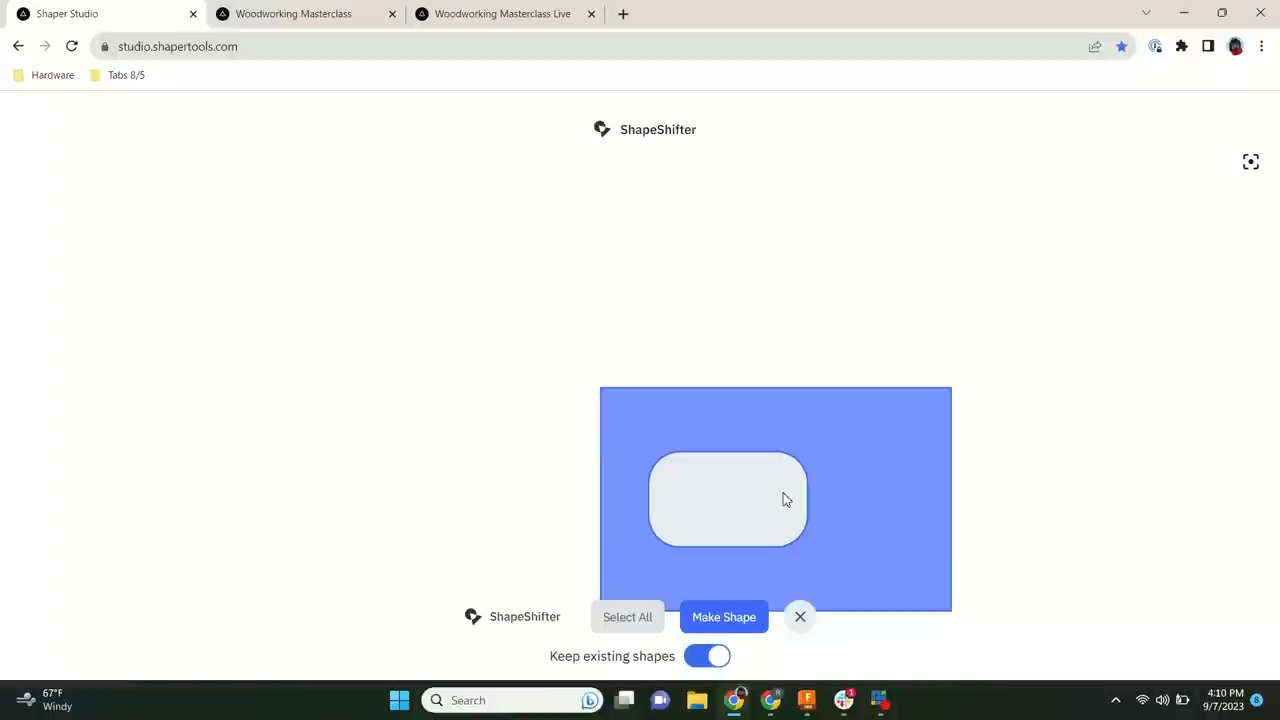 Shaper Studio
Woodworking Masterclass
Woodworking Masterclass Live
studio.shapertools.com
Hardware
Tabs 8/5
ShapeShifter
ShapeShifter
Select All
Make Shape
Keep existing shapes
67°F
Windy
Search
4:10 PM
9/7/2023
8